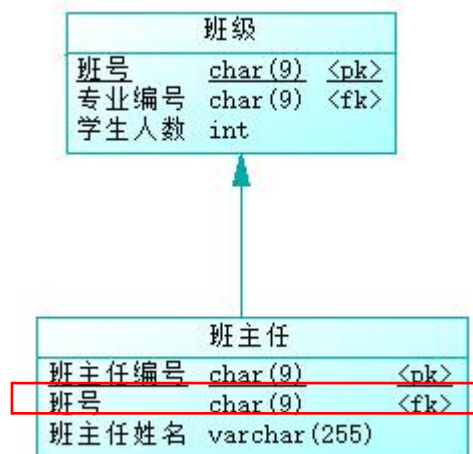 班级
班号 char(9) <pk>
专业编号 char(9) <fk>
学生人数 int
班主任
班主任编号 char(9) <pk>
班号 char(9) <fk>
班主任姓名 varchar(255)